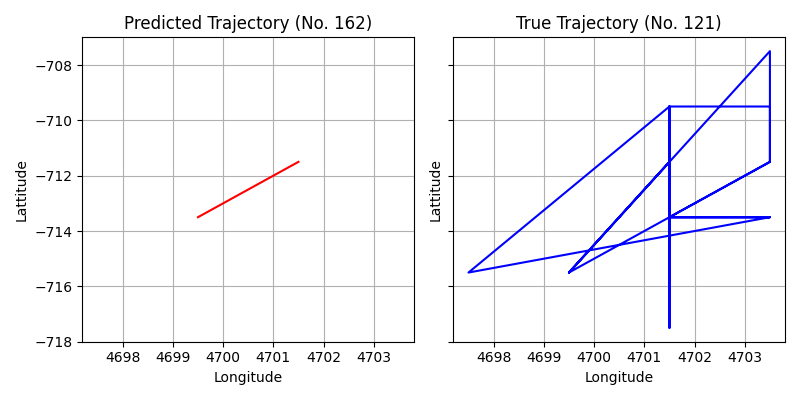 Predicted Trajectory (No. 162)
True Trajectory (No. 121)
−708
−710
−712
−714
−716
−718
Lattitude
Lattitude
4698 4699 4700 4701 4702 4703
4698 4699 4700 4701 4702 4703
Longitude
Longitude